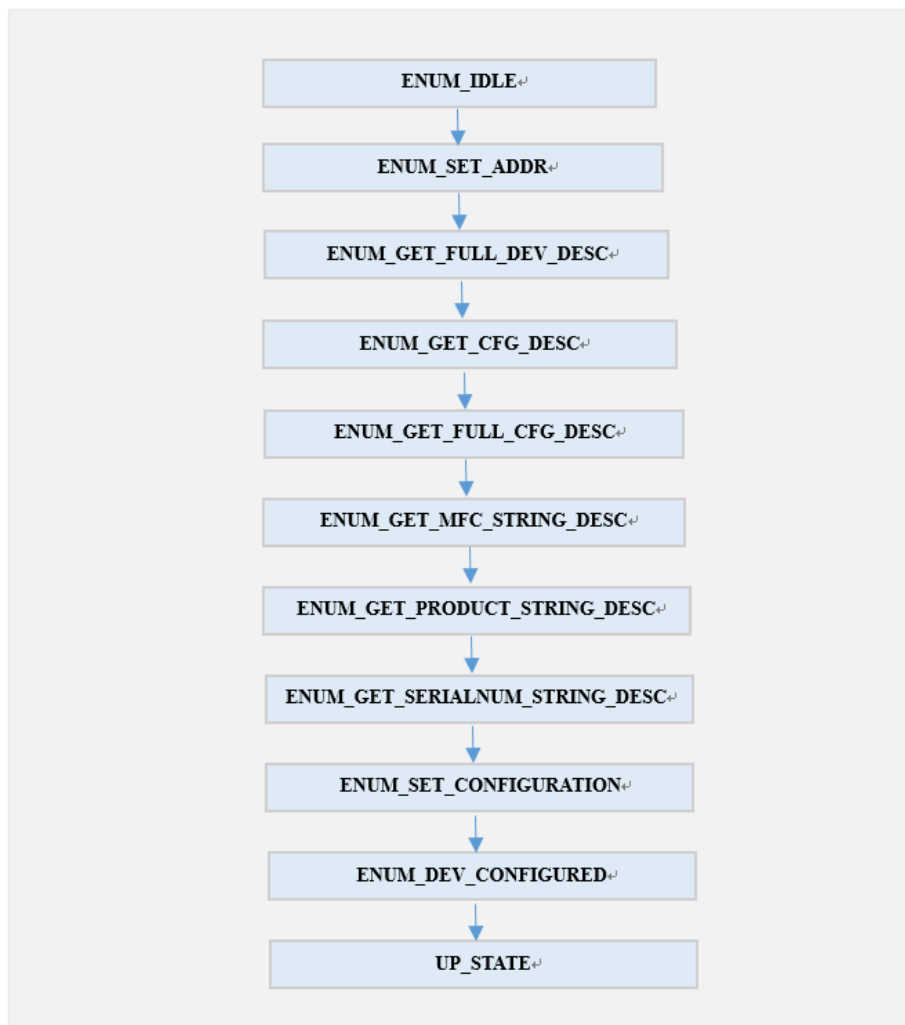 ENUM_IDLE↵
ENUM_SET_ADDR↵
ENUM_GET_FULL_DEV_DESC↵
ENUM_GET_CFG_DESC↵
ENUM_GET_FULL_CFG_DESC↵
ENUM_GET_MFC_STRING_DESC↵
ENUM_GET_PRODUCT_STRING_DESC↵
ENUM_GET_SERIALNUM_STRING_DESC↵
ENUM_SET_CONFIGURATION↵
ENUM_DEV_CONFIGURED↵
UP_STATE↵